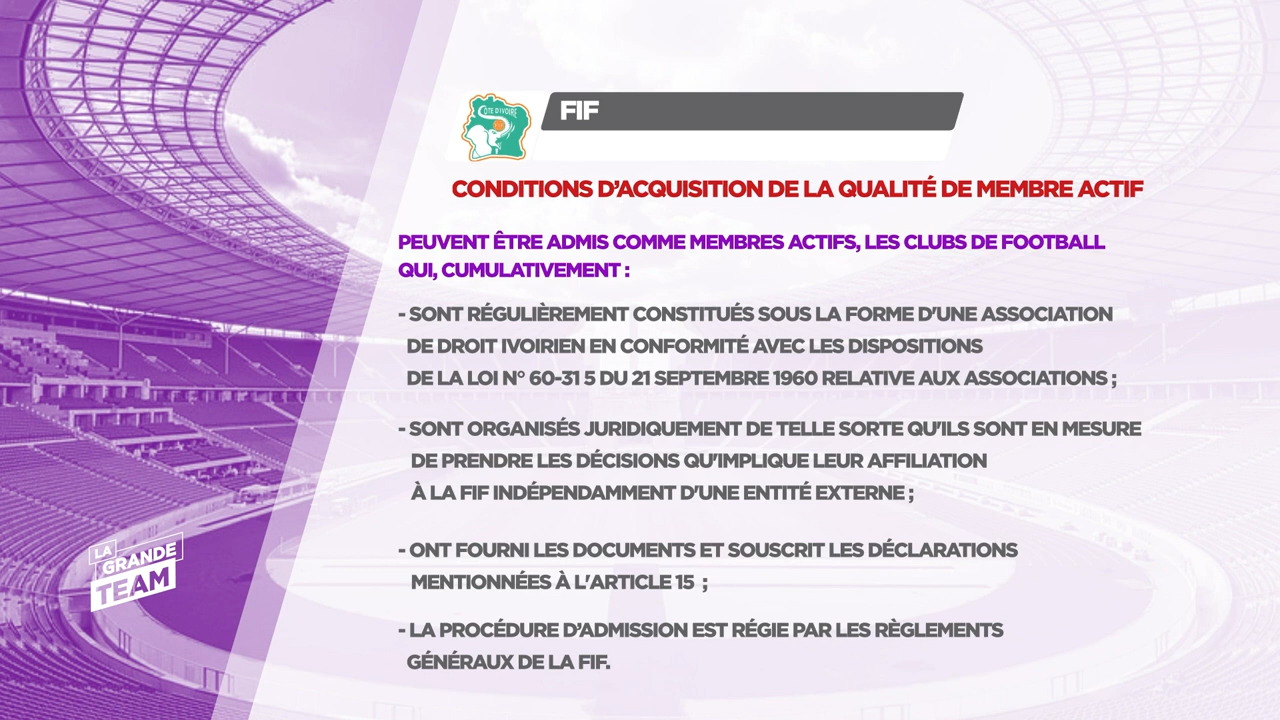 CÔTE D'IVOIRE
FIF
CONDITIONS D'ACQUISITION DE LA QUALITÉ DE MEMBRE ACTIF
PEUVENT ÊTRE ADMIS COMME MEMBRES ACTIFS, LES CLUBS DE FOOTBALL
QUI, CUMULATIVEMENT :
- SONT RÉGULIÈREMENT CONSTITUÉS SOUS LA FORME D'UNE ASSOCIATION
DE DROIT IVOIRIEN EN CONFORMITÉ AVEC LES DISPOSITIONS
DE LA LOI N° 60-31 5 DU 21 SEPTEMBRE 1960 RELATIVE AUX ASSOCIATIONS ;
- SONT ORGANISÉS JURIDIQUEMENT DE TELLE SORTE QU'ILS SONT EN MESURE
DE PRENDRE LES DÉCISIONS QU'IMPLIQUE LEUR AFFILIATION
À LA FIF INDÉPENDAMMENT D'UNE ENTITÉ EXTERNE ;
- ONT FOURNI LES DOCUMENTS ET SOUSCRIT LES DÉCLARATIONS
MENTIONNÉES À L'ARTICLE 15 ;
- LA PROCÉDURE D'ADMISSION EST RÉGIE PAR LES RÈGLEMENTS
GÉNÉRAUX DE LA FIF.
LA
GRANDE
TEAM